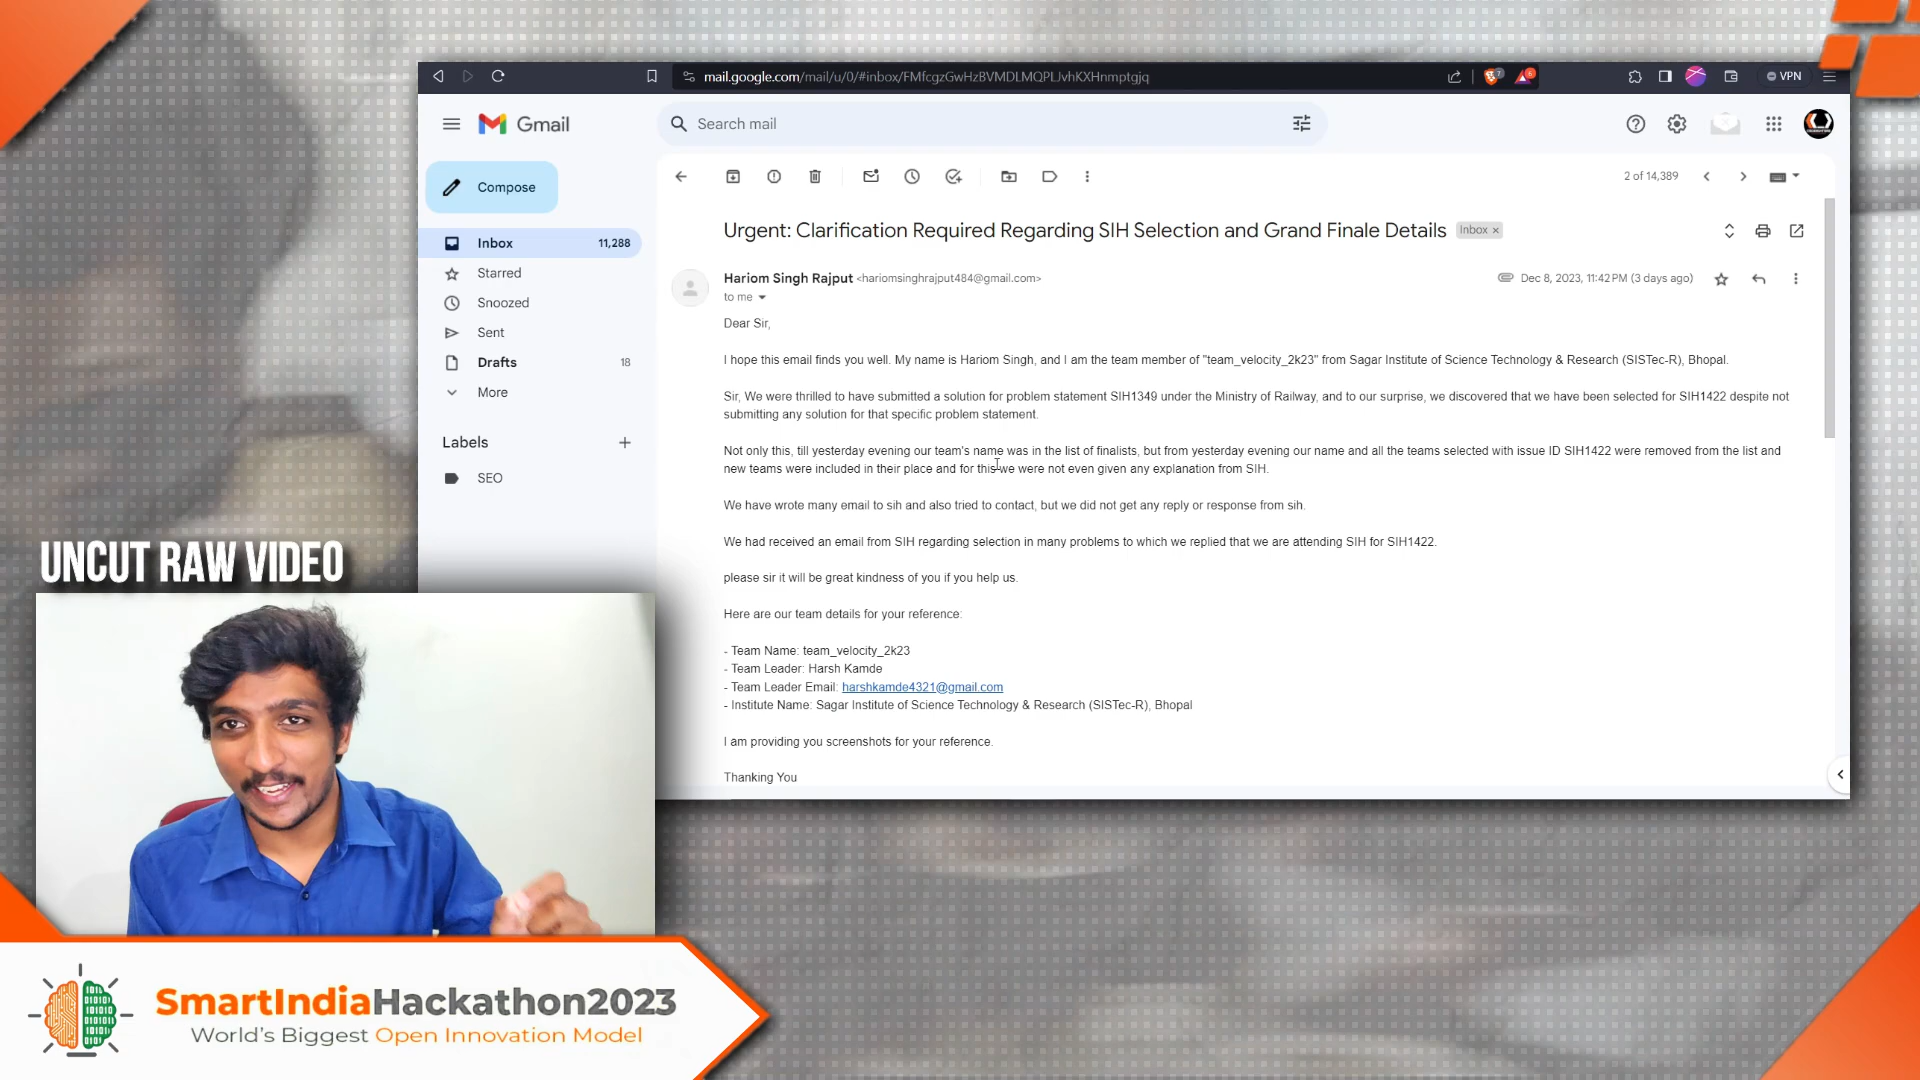 mail.google.com/mail/u/0/#inbox/FMfcgzGwHzBVMDLMQPLJvhKXHnmptgjq
7
6
VPN
Gmail
Search mail
Compose
2 of 14,389
Urgent: Clarification Required Regarding SIH Selection and Grand Finale Details Inbox ×
Inbox 11,288
Starred
Snoozed
Sent
Drafts 18
More
Labels +
SEO
Hariom Singh Rajput <hariomsinghrajput484@gmail.com>
Dec 8, 2023, 11:42 PM (3 days ago)
to me
Dear Sir,
I hope this email finds you well. My name is Hariom Singh, and I am the team member of "team_velocity_2k23" from Sagar Institute of Science Technology & Research (SISTec-R), Bhopal.
Sir, We were thrilled to have submitted a solution for problem statement SIH1349 under the Ministry of Railway, and to our surprise, we discovered that we have been selected for SIH1422 despite not
submitting any solution for that specific problem statement.
Not only this, till yesterday evening our team's name was in the list of finalists, but from yesterday evening our name and all the teams selected with issue ID SIH1422 were removed from the list and
new teams were included in their place and for this we were not even given any explanation from SIH.
We have wrote many email to sih and also tried to contact, but we did not get any reply or response from sih.
We had received an email from SIH regarding selection in many problems to which we replied that we are attending SIH for SIH1422.
please sir it will be great kindness of you if you help us.
Here are our team details for your reference:
- Team Name: team_velocity_2k23
- Team Leader: Harsh Kamde
- Team Leader Email: harshkamde4321@gmail.com
- Institute Name: Sagar Institute of Science Technology & Research (SISTec-R), Bhopal
I am providing you screenshots for your reference.
Thanking You
UNCUT RAW VIDEO
SmartIndiaHackathon2023
World's Biggest Open Innovation Model